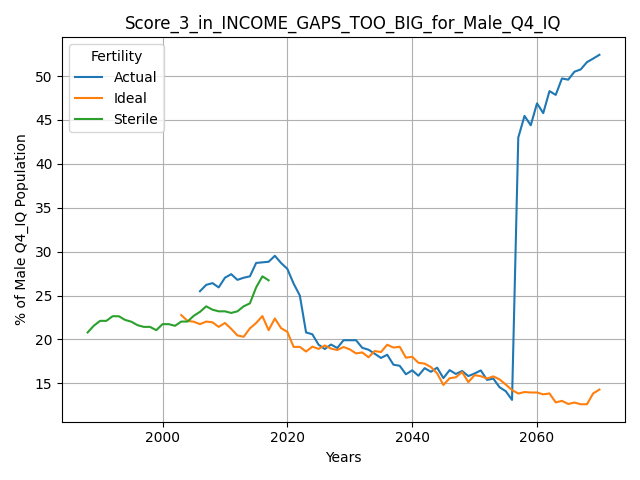 Score_3_in_INCOME_GAPS_TOO_BIG_for_Male_Q4_IQ
Fertility
Actual
Ideal
Sterile
% of Male Q4_IQ Population
50
45
40
35
30
25
20
15
2000
2020
2040
2060
Years